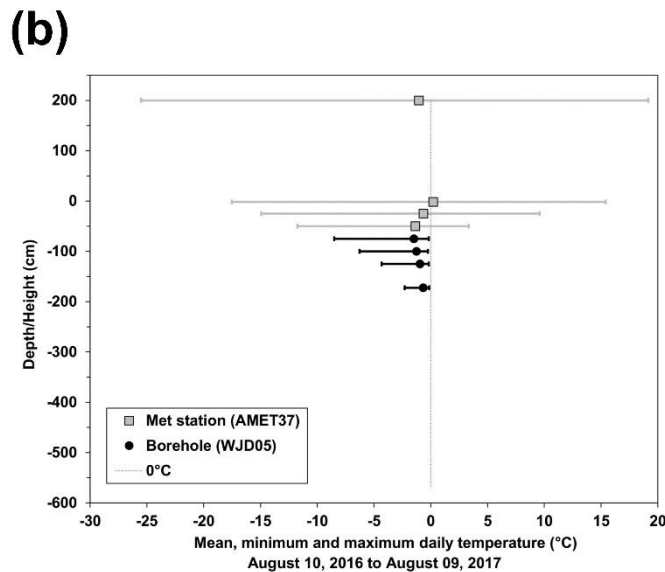 (b)
200
100
0
-100
-200
-300
-400
-500
-600
Depth/Height (cm)
Met station (AMET37)
Borehole (WJD05)
0°C
-30 -25 -20 -15 -10 -5 0 5 10 15 20
Mean, minimum and maximum daily temperature (°C)
August 10, 2016 to August 09, 2017